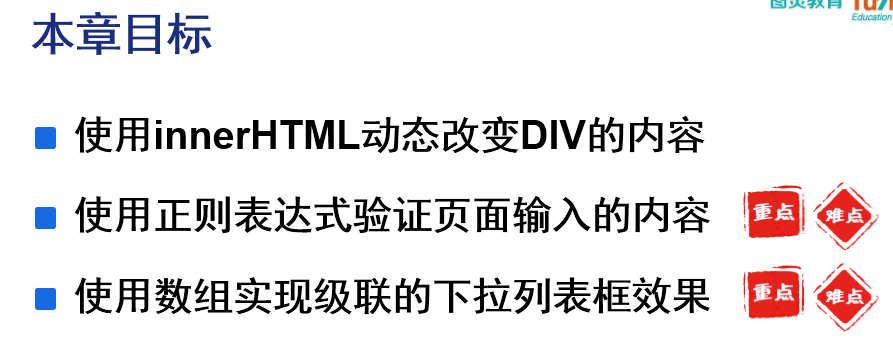 图灵教育
Education
本章目标
使用innerHTML动态改变DIV的内容
使用正则表达式验证页面输入的内容
重点 难点
使用数组实现级联的下拉列表框效果
重点 难点